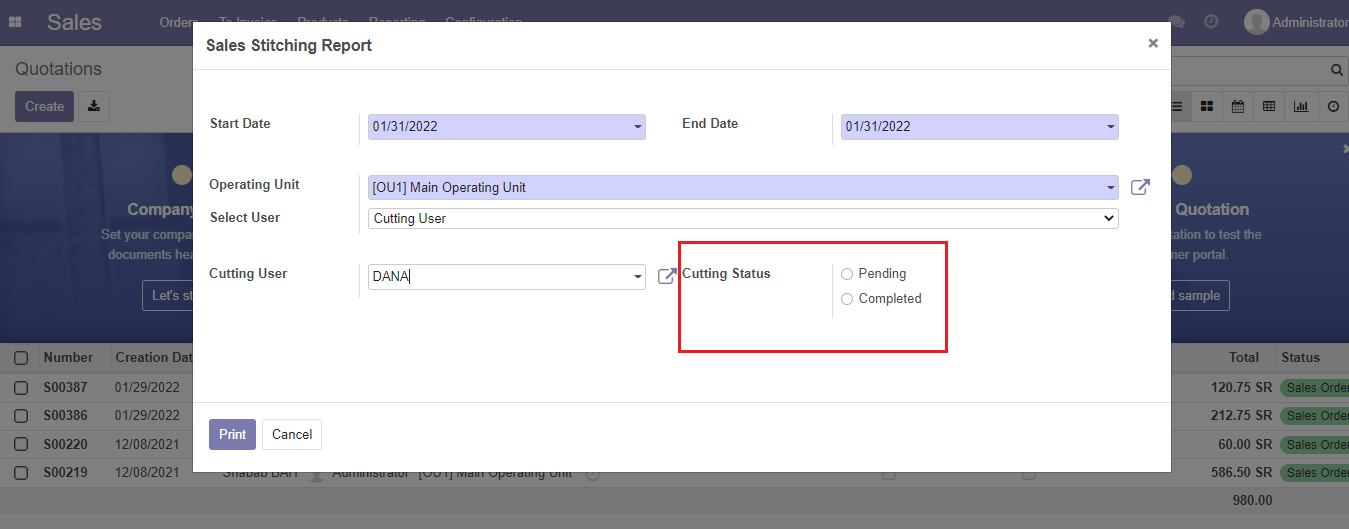 Sales Orders To Invoice Products Reporting Configuration Administrator
Sales Stitching Report ×
Quotations
Create
Start Date 01/31/2022 End Date 01/31/2022
Operating Unit [OU1] Main Operating Unit
Select User Cutting User
Cutting User DANA Cutting Status Pending
Completed
Print Cancel
Company
Set your compan
documents hea
Let's st
Quotation
tation to test the
mer portal.
d sample
Number Creation Dat Total Status
S00387 01/29/2022 120.75 SR Sales Order
S00386 01/29/2022 212.75 SR Sales Order
S00220 12/08/2021 60.00 SR Sales Order
S00219 12/08/2021 Shabab BAH Administrator [OU1] Main Operating Unit 586.50 SR Sales Order
980.00